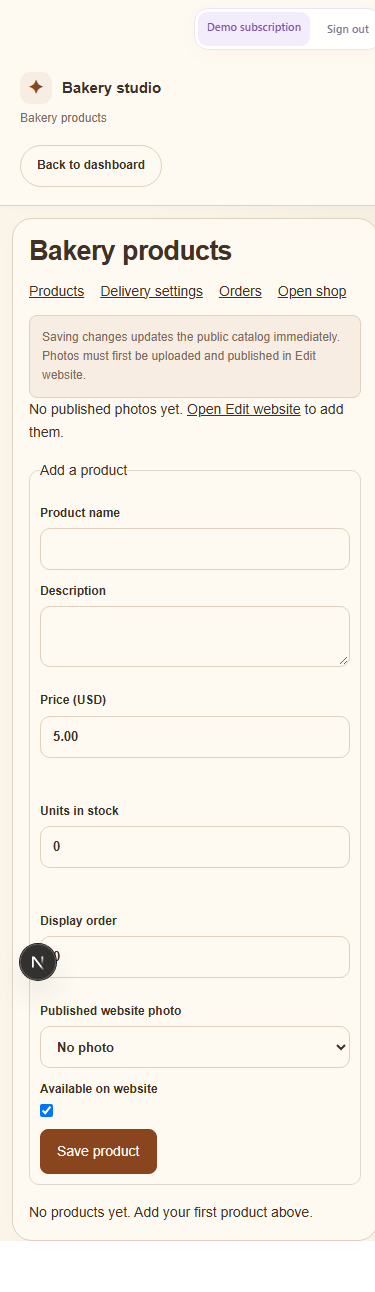 Demo subscription
Sign out
Bakery studio
Bakery products
Back to dashboard
Bakery products
Products Delivery settings Orders Open shop
Saving changes updates the public catalog immediately.
Photos must first be uploaded and published in Edit
website.
No published photos yet. Open Edit website to add
them.
Add a product
Product name
Description
Price (USD)
5.00
Units in stock
0
Display order
0
N
Published website photo
No photo
Available on website
Save product
No products yet. Add your first product above.